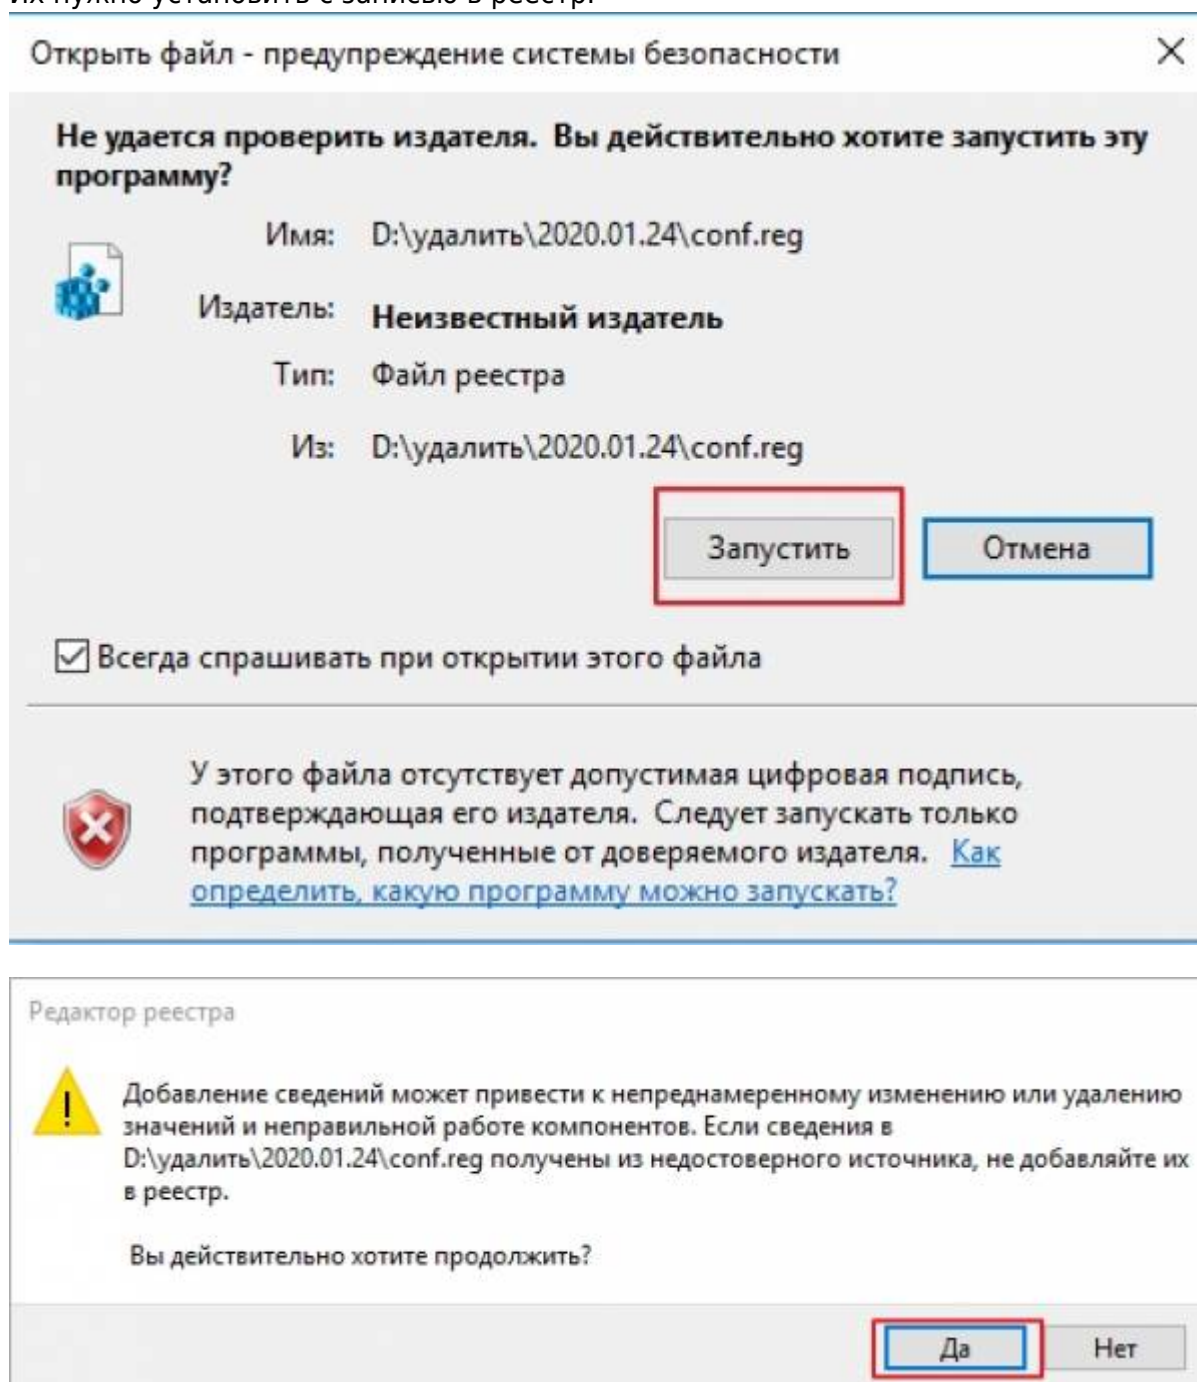 Их нужно установить с записью в реестр.
Открыть файл - предупреждение системы безопасности
Не удается проверить издателя. Вы действительно хотите запустить эту
программу?
Имя: D:\удалить\2020.01.24\conf.reg
Издатель: Неизвестный издатель
Тип: Файл реестра
Из: D:\удалить\2020.01.24\conf.reg
Запустить Отмена
Всегда спрашивать при открытии этого файла
У этого файла отсутствует допустимая цифровая подпись,
подтверждающая его издателя. Следует запускать только
программы, полученные от доверяемого издателя. Как
определить, какую программу можно запускать?
Редактор реестра
Добавление сведений может привести к непреднамеренному изменению или удалению
значений и неправильной работе компонентов. Если сведения в
D:\удалить\2020.01.24\conf.reg получены из недостоверного источника, не добавляйте их
в реестр.
Вы действительно хотите продолжить?
Да Нет